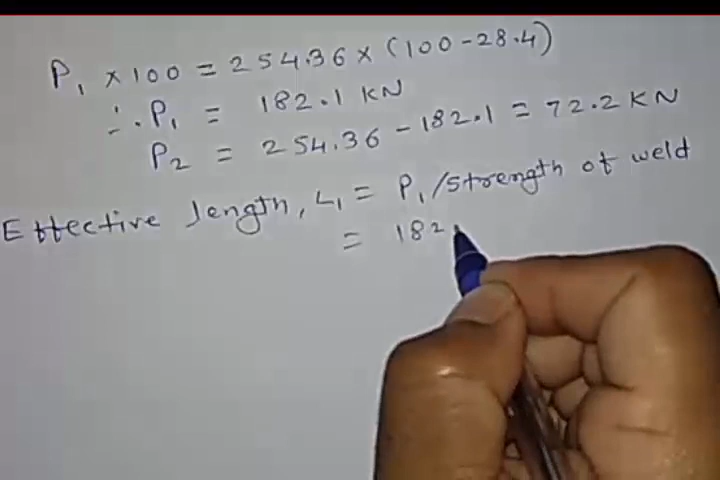 P₁ × 100 = 254.36 × (100 - 28.4)
∴ P₁ = 182.1 KN
P₂ = 254.36 - 182.1 = 72.2 KN
Effective length, L₁ = P₁/strength of weld
= 182.